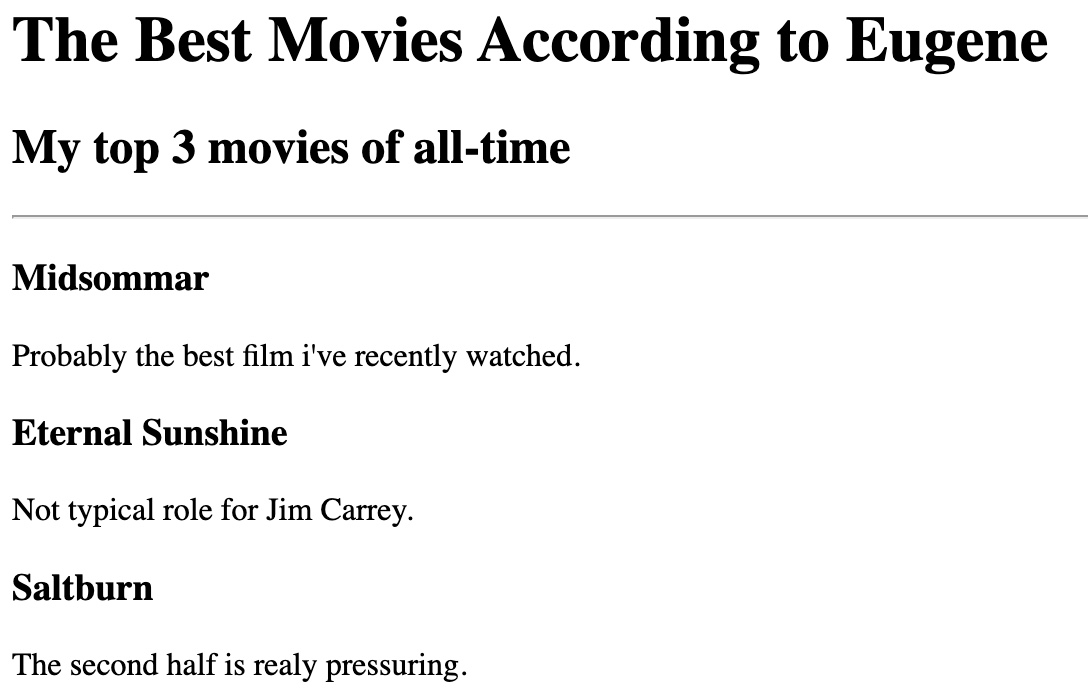 The Best Movies According to Eugene
My top 3 movies of all-time
Midsommar
Probably the best film i've recently watched.
Eternal Sunshine
Not typical role for Jim Carrey.
Saltburn
The second half is realy pressuring.